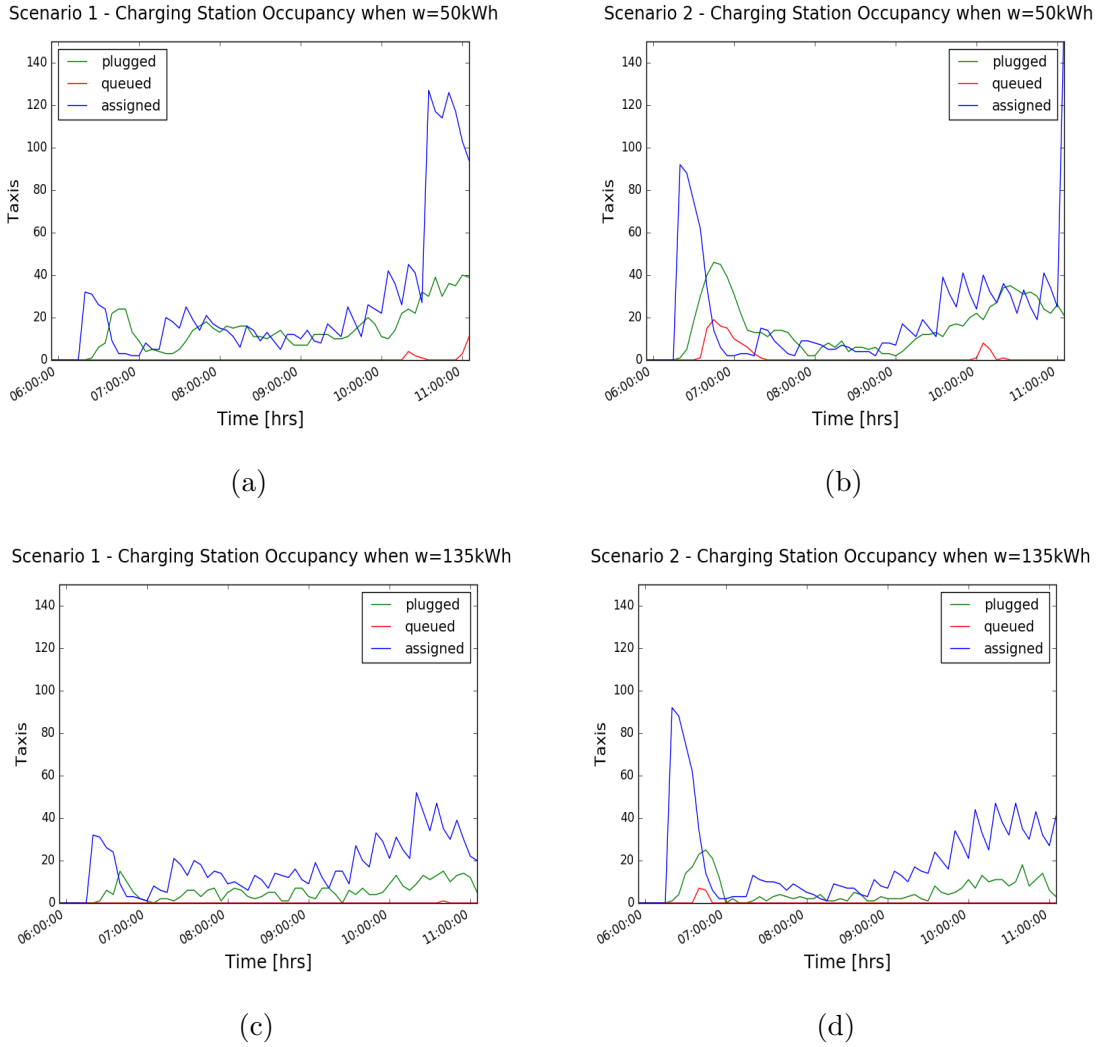 Scenario 1 - Charging Station Occupancy when w=50kWh
140
120
100
80
60
40
20
0
Taxis
plugged
queued
assigned
06:00:00
07:00:00
08:00:00
09:00:00
10:00:00
11:00:00
Time [hrs]
(a)
Scenario 2 - Charging Station Occupancy when w=50kWh
140
120
100
80
60
40
20
0
Taxis
plugged
queued
assigned
06:00:00
07:00:00
08:00:00
09:00:00
10:00:00
11:00:00
Time [hrs]
(b)
Scenario 1 - Charging Station Occupancy when w=135kWh
140
120
100
80
60
40
20
0
Taxis
plugged
queued
assigned
06:00:00
07:00:00
08:00:00
09:00:00
10:00:00
11:00:00
Time [hrs]
(c)
Scenario 2 - Charging Station Occupancy when w=135kWh
140
120
100
80
60
40
20
0
Taxis
plugged
queued
assigned
06:00:00
07:00:00
08:00:00
09:00:00
10:00:00
11:00:00
Time [hrs]
(d)